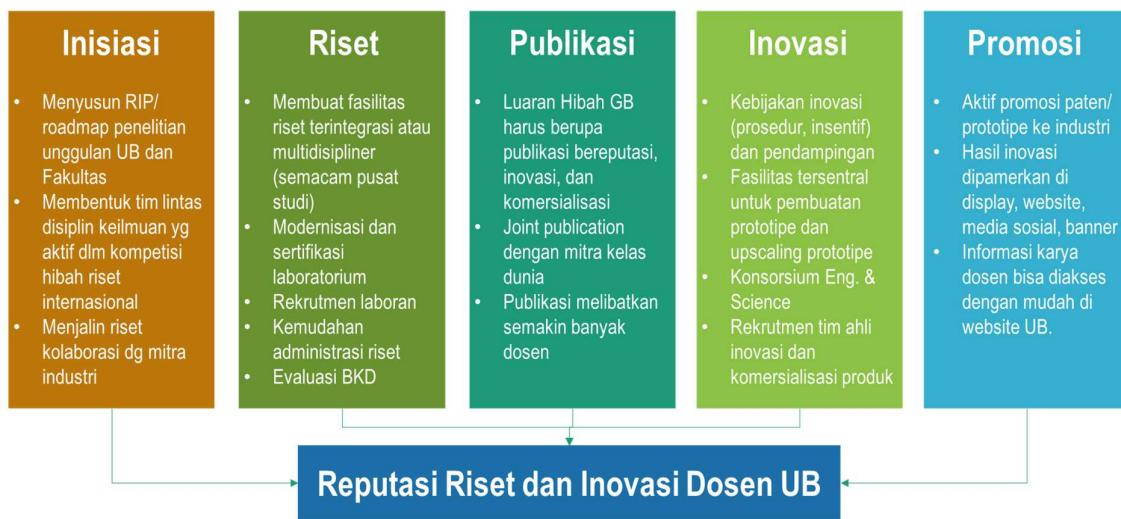 Inisiasi
• Menyusun RIP/
roadmap penelitian
unggulan UB dan
Fakultas
• Membentuk tim lintas
disiplin keilmuan yg
aktif dlm kompetisi
hibah riset
internasional
• Menjalin riset
kolaborasi dg mitra
industri
Riset
• Membuat fasilitas
riset terintegrasi atau
multidisipliner
(semacam pusat
studi)
• Modernisasi dan
sertifikasi
laboratorium
• Rekrutmen laboran
• Kemudahan
administrasi riset
• Evaluasi BKD
Publikasi
• Luaran Hibah GB
harus berupa
publikasi bereputasi,
inovasi, dan
komersialisasi
• Joint publication
dengan mitra kelas
dunia
• Publikasi melibatkan
semakin banyak
dosen
Inovasi
• Kebijakan inovasi
(prosedur, insentif)
dan pendampingan
• Fasilitas tersentral
untuk pembuatan
prototipe dan
upscaling prototipe
• Konsorsium Eng. &
Science
• Rekrutmen tim ahli
inovasi dan
komersialisasi produk
Promosi
• Aktif promosi paten/
prototipe ke industri
• Hasil inovasi
dipamerkan di
display, website,
media sosial, banner
• Informasi karya
dosen bisa diakses
dengan mudah di
website UB.
Reputasi Riset dan Inovasi Dosen UB